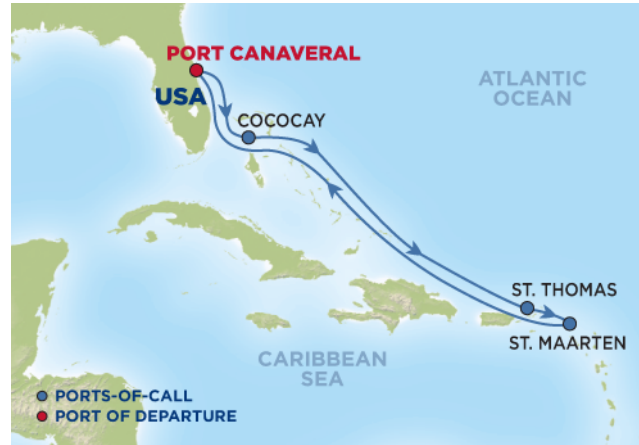 PORT CANAVERAL
USA
ATLANTIC
OCEAN
COCOCAY
ST. THOMAS
ST. MAARTEN
CARIBBEAN
SEA
PORTS-OF-CALL
PORT OF DEPARTURE